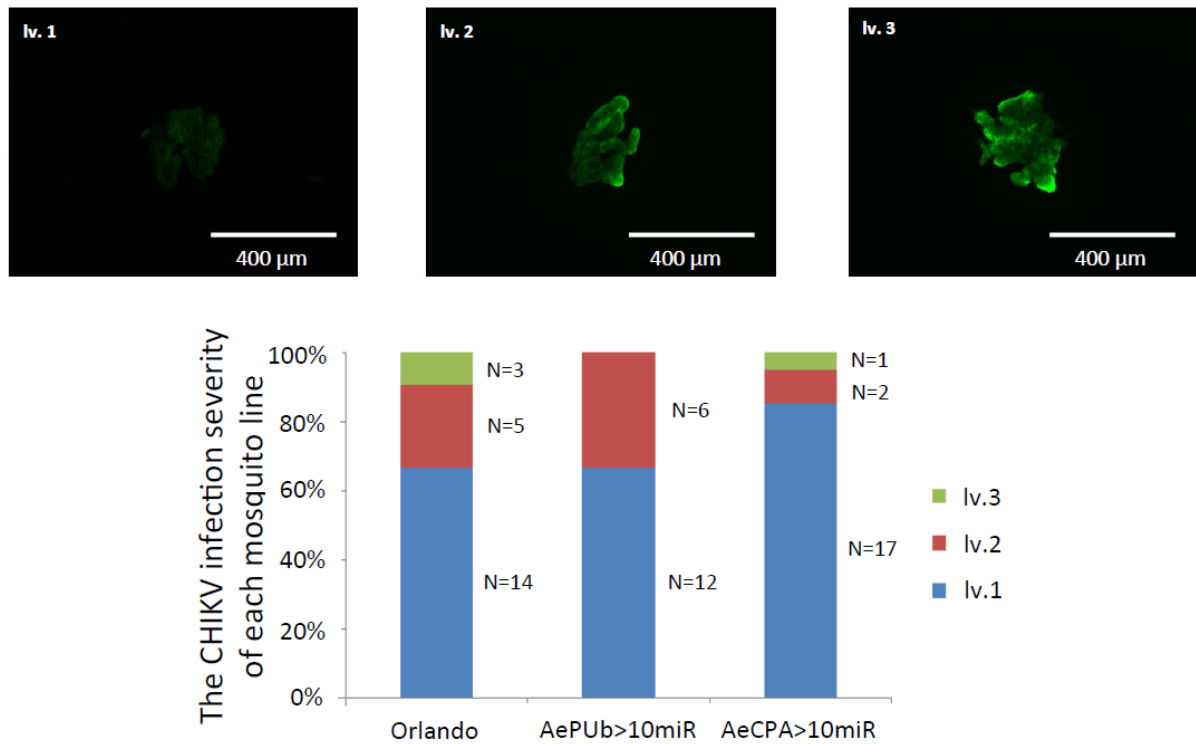 lv. 1
400 µm
lv. 2
400 µm
lv. 3
400 µm
The CHIKV infection severity
of each mosquito line
100%
80%
60%
40%
20%
0%
N=3
N=5
N=14
N=6
N=12
N=1
N=2
N=17
Orlando
AePUb>10miR
AeCPA>10miR
lv.3
lv.2
lv.1